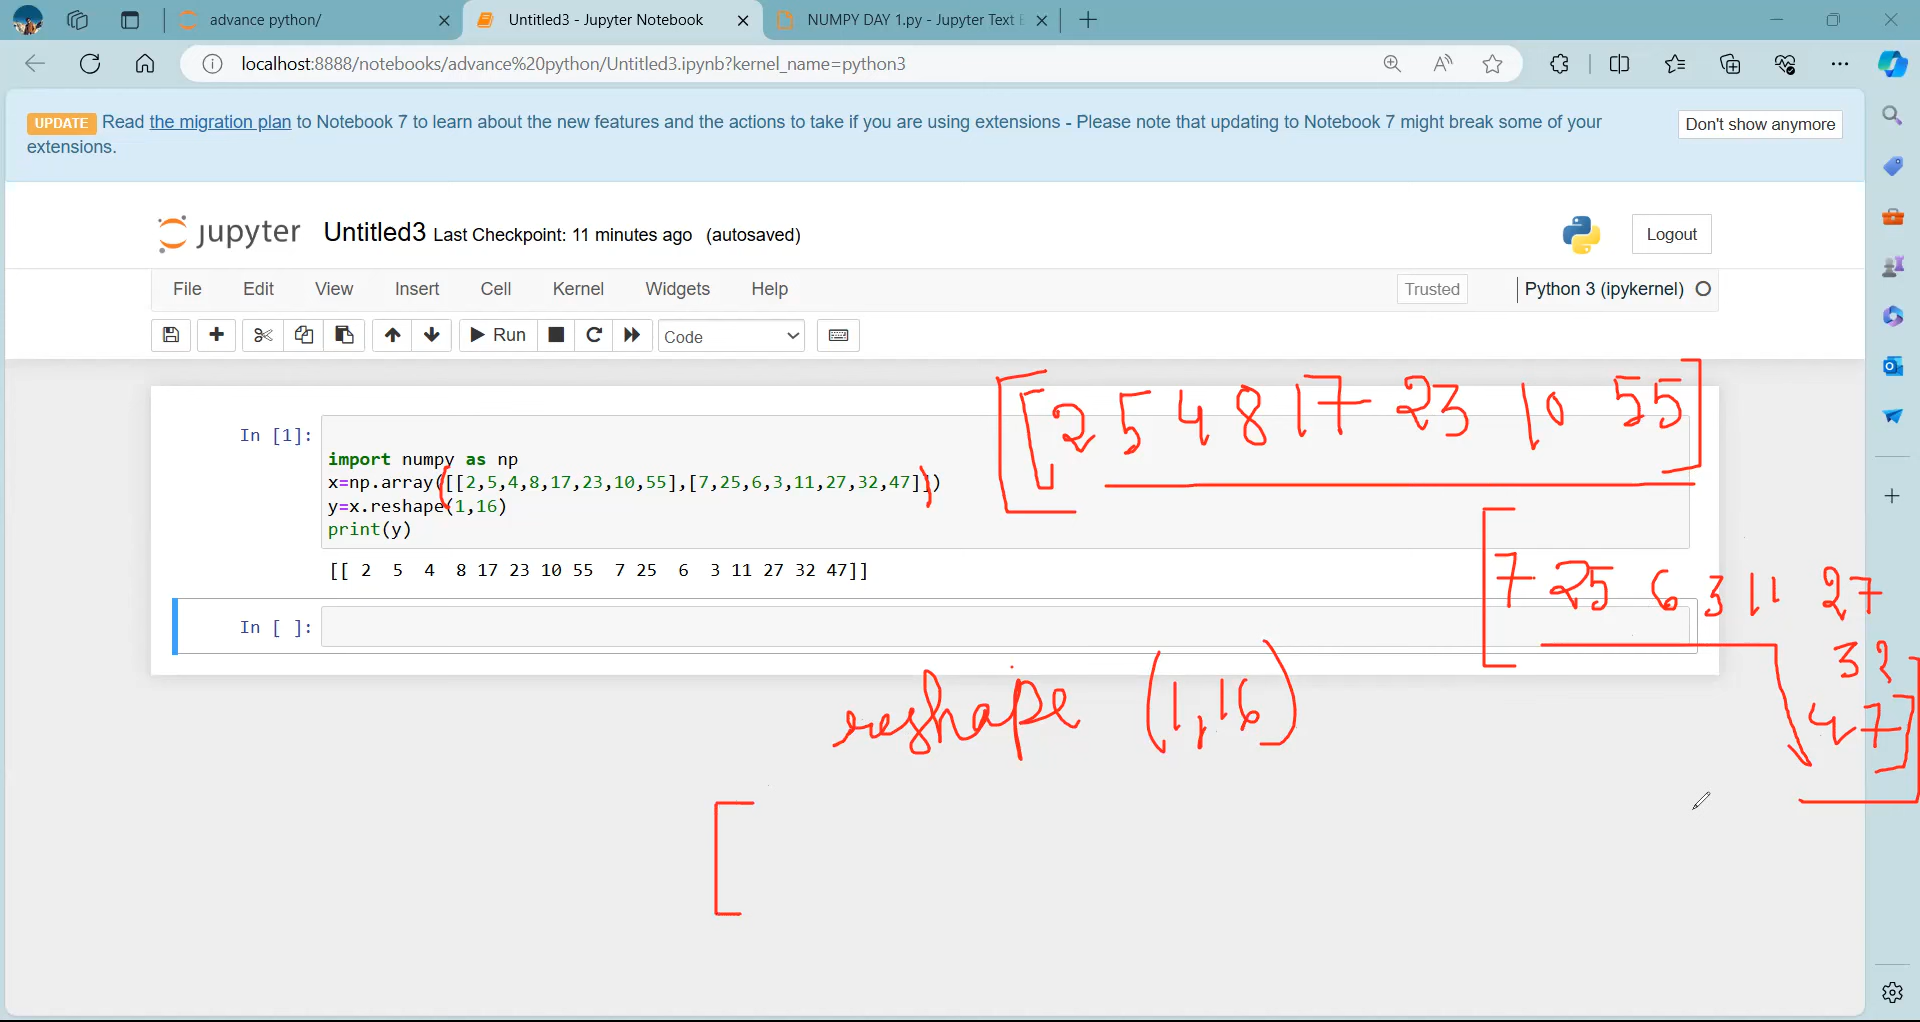 advance python/
Untitled3 - Jupyter Notebook
NUMPY DAY 1.py - Jupyter Text E
localhost:8888/notebooks/advance%20python/Untitled3.ipynb?kernel_name=python3
UPDATE Read the migration plan to Notebook 7 to learn about the new features and the actions to take if you are using extensions - Please note that updating to Notebook 7 might break some of your
extensions.
Don't show anymore
jupyter Untitled3 Last Checkpoint: 11 minutes ago (autosaved)
Logout
File Edit View Insert Cell Kernel Widgets Help
Trusted
Python 3 (ipykernel)
Run
Code
[[2 5 4 8 17 23 10 55]
In [1]:
import numpy as np
x=np.array([[2,5,4,8,17,23,10,55],[7,25,6,3,11,27,32,47]])
y=x.reshape(1,16)
print(y)
[[ 2 5 4 8 17 23 10 55 7 25 6 3 11 27 32 47]]
[7 25 6 3 11 27
32
47]]
In [ ]:
reshape (1,16)
[